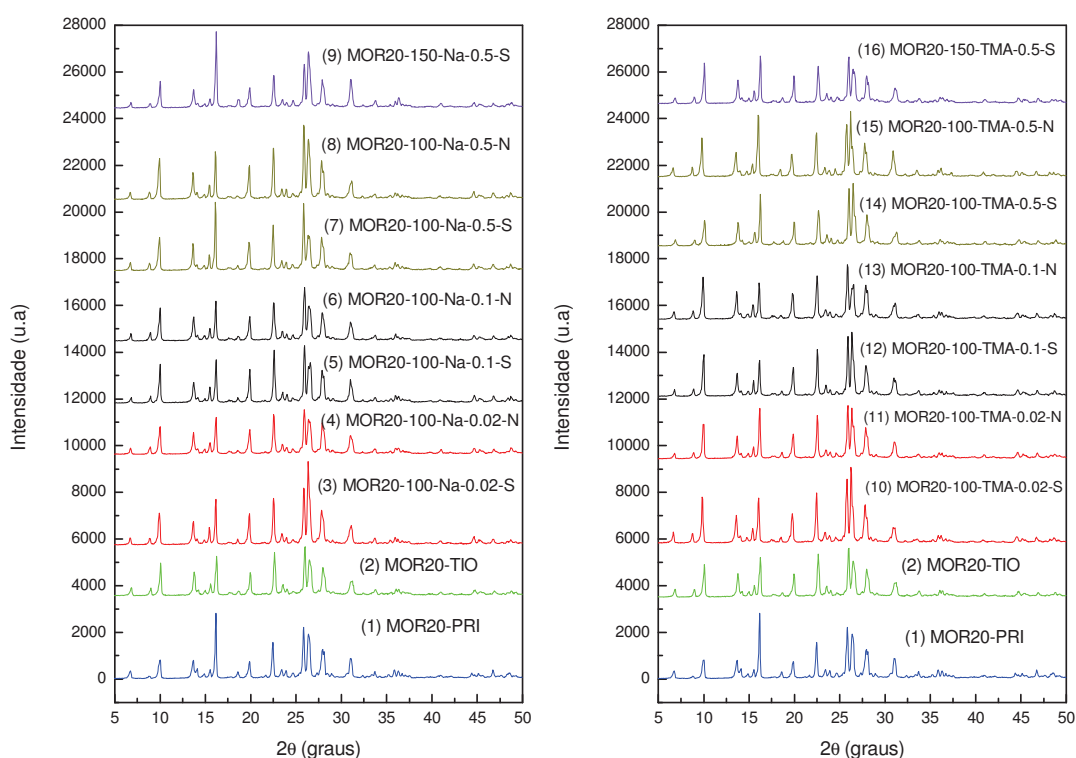 28000
26000
24000
22000
20000
18000
16000
14000
12000
10000
8000
6000
4000
2000
0
Intensidade (u.a)
(9) MOR20-150-Na-0.5-S
(8) MOR20-100-Na-0.5-N
(7) MOR20-100-Na-0.5-S
(6) MOR20-100-Na-0.1-N
(5) MOR20-100-Na-0.1-S
(4) MOR20-100-Na-0.02-N
(3) MOR20-100-Na-0.02-S
(2) MOR20-TIO
(1) MOR20-PRI
5 10 15 20 25 30 35 40 45 50
2θ (graus)
28000
26000
24000
22000
20000
18000
16000
14000
12000
10000
8000
6000
4000
2000
0
Intensidade (u.a)
(16) MOR20-150-TMA-0.5-S
(15) MOR20-100-TMA-0.5-N
(14) MOR20-100-TMA-0.5-S
(13) MOR20-100-TMA-0.1-N
(12) MOR20-100-TMA-0.1-S
(11) MOR20-100-TMA-0.02-N
(10) MOR20-100-TMA-0.02-S
(2) MOR20-TIO
(1) MOR20-PRI
5 10 15 20 25 30 35 40 45 50
2θ (graus)